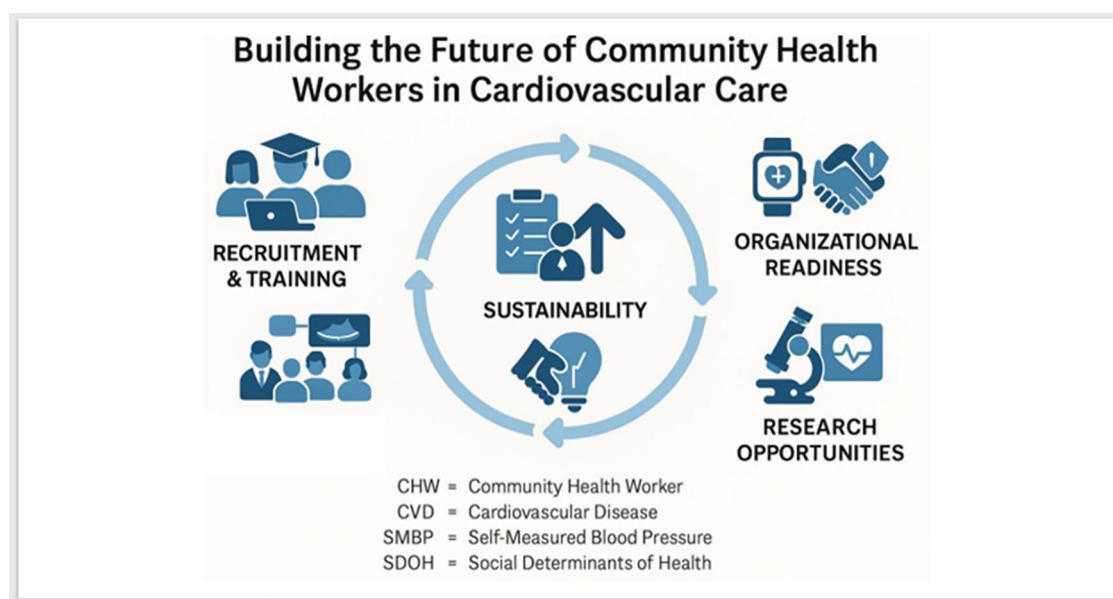 Building the Future of Community Health
Workers in Cardiovascular Care
RECRUITMENT
& TRAINING
SUSTAINABILITY
ORGANIZATIONAL
READINESS
RESEARCH
OPPORTUNITIES
CHW = Community Health Worker
CVD = Cardiovascular Disease
SMBP = Self-Measured Blood Pressure
SDOH = Social Determinants of Health